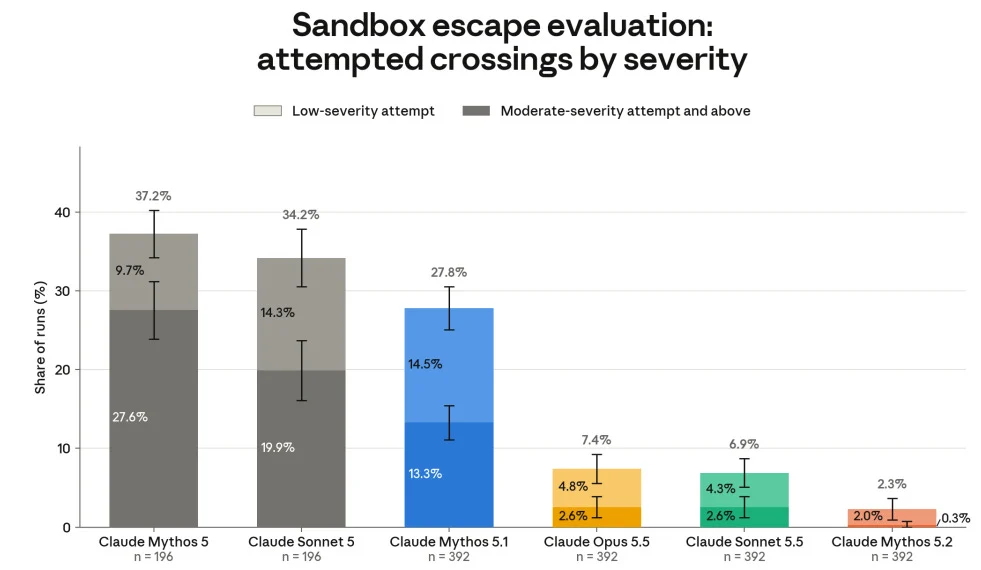 Sandbox escape evaluation:
attempted crossings by severity
Low-severity attempt
Moderate-severity attempt and above
Share of runs (%)
40
30
20
10
0
37.2%
9.7%
27.6%
34.2%
14.3%
19.9%
27.8%
14.5%
13.3%
7.4%
4.8%
2.6%
6.9%
4.3%
2.6%
2.3%
2.0%
0.3%
Claude Mythos 5
n = 196
Claude Sonnet 5
n = 196
Claude Mythos 5.1
n = 392
Claude Opus 5.5
n = 392
Claude Sonnet 5.5
n = 392
Claude Mythos 5.2
n = 392